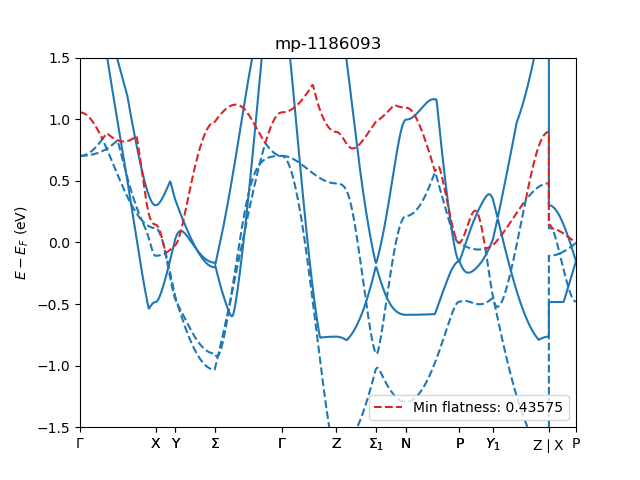 mp-1186093
E − E_F (eV)
1.5
1.0
0.5
0.0
−0.5
−1.0
−1.5
Min flatness: 0.43575
Γ X Y Σ Γ Z Σ₁ N P Y₁ Z | X P